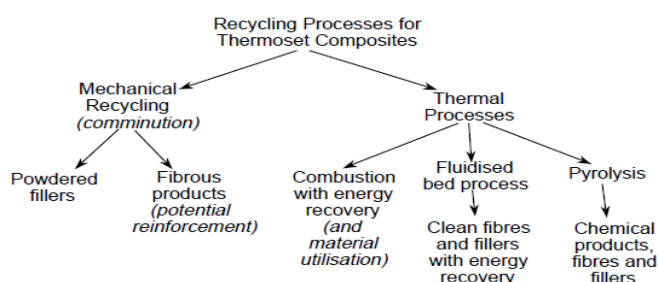 Recycling Processes for
Thermoset Composites
Mechanical
Recycling
(comminution)
Thermal
Processes
Powdered
fillers
Fibrous
products
(potential
reinforcement)
Combustion
with energy
recovery
(and
material
utilisation)
Fluidised
bed process
Clean fibres
and fillers
with energy
recovery
Pyrolysis
Chemical
products,
fibres and
fillers